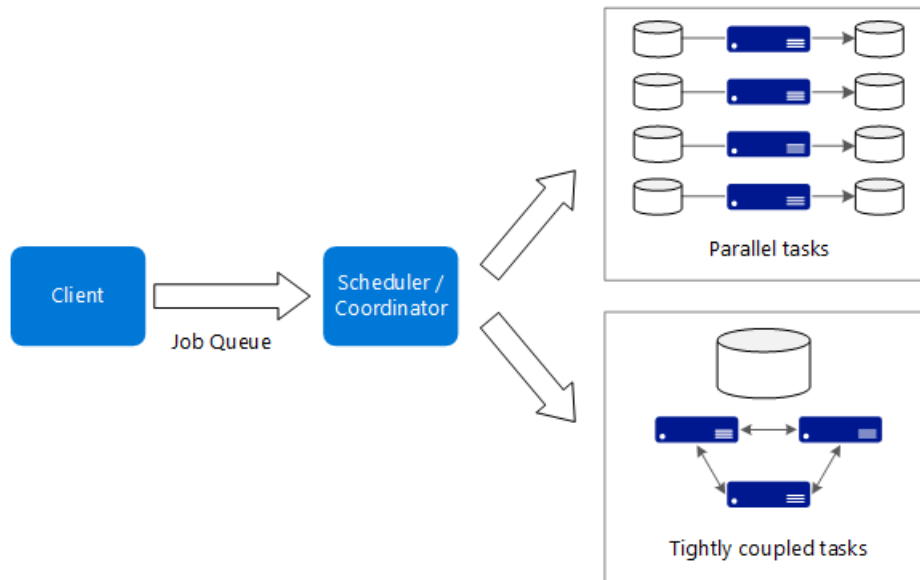 Client
Job Queue
Scheduler /
Coordinator
Parallel tasks
Tightly coupled tasks